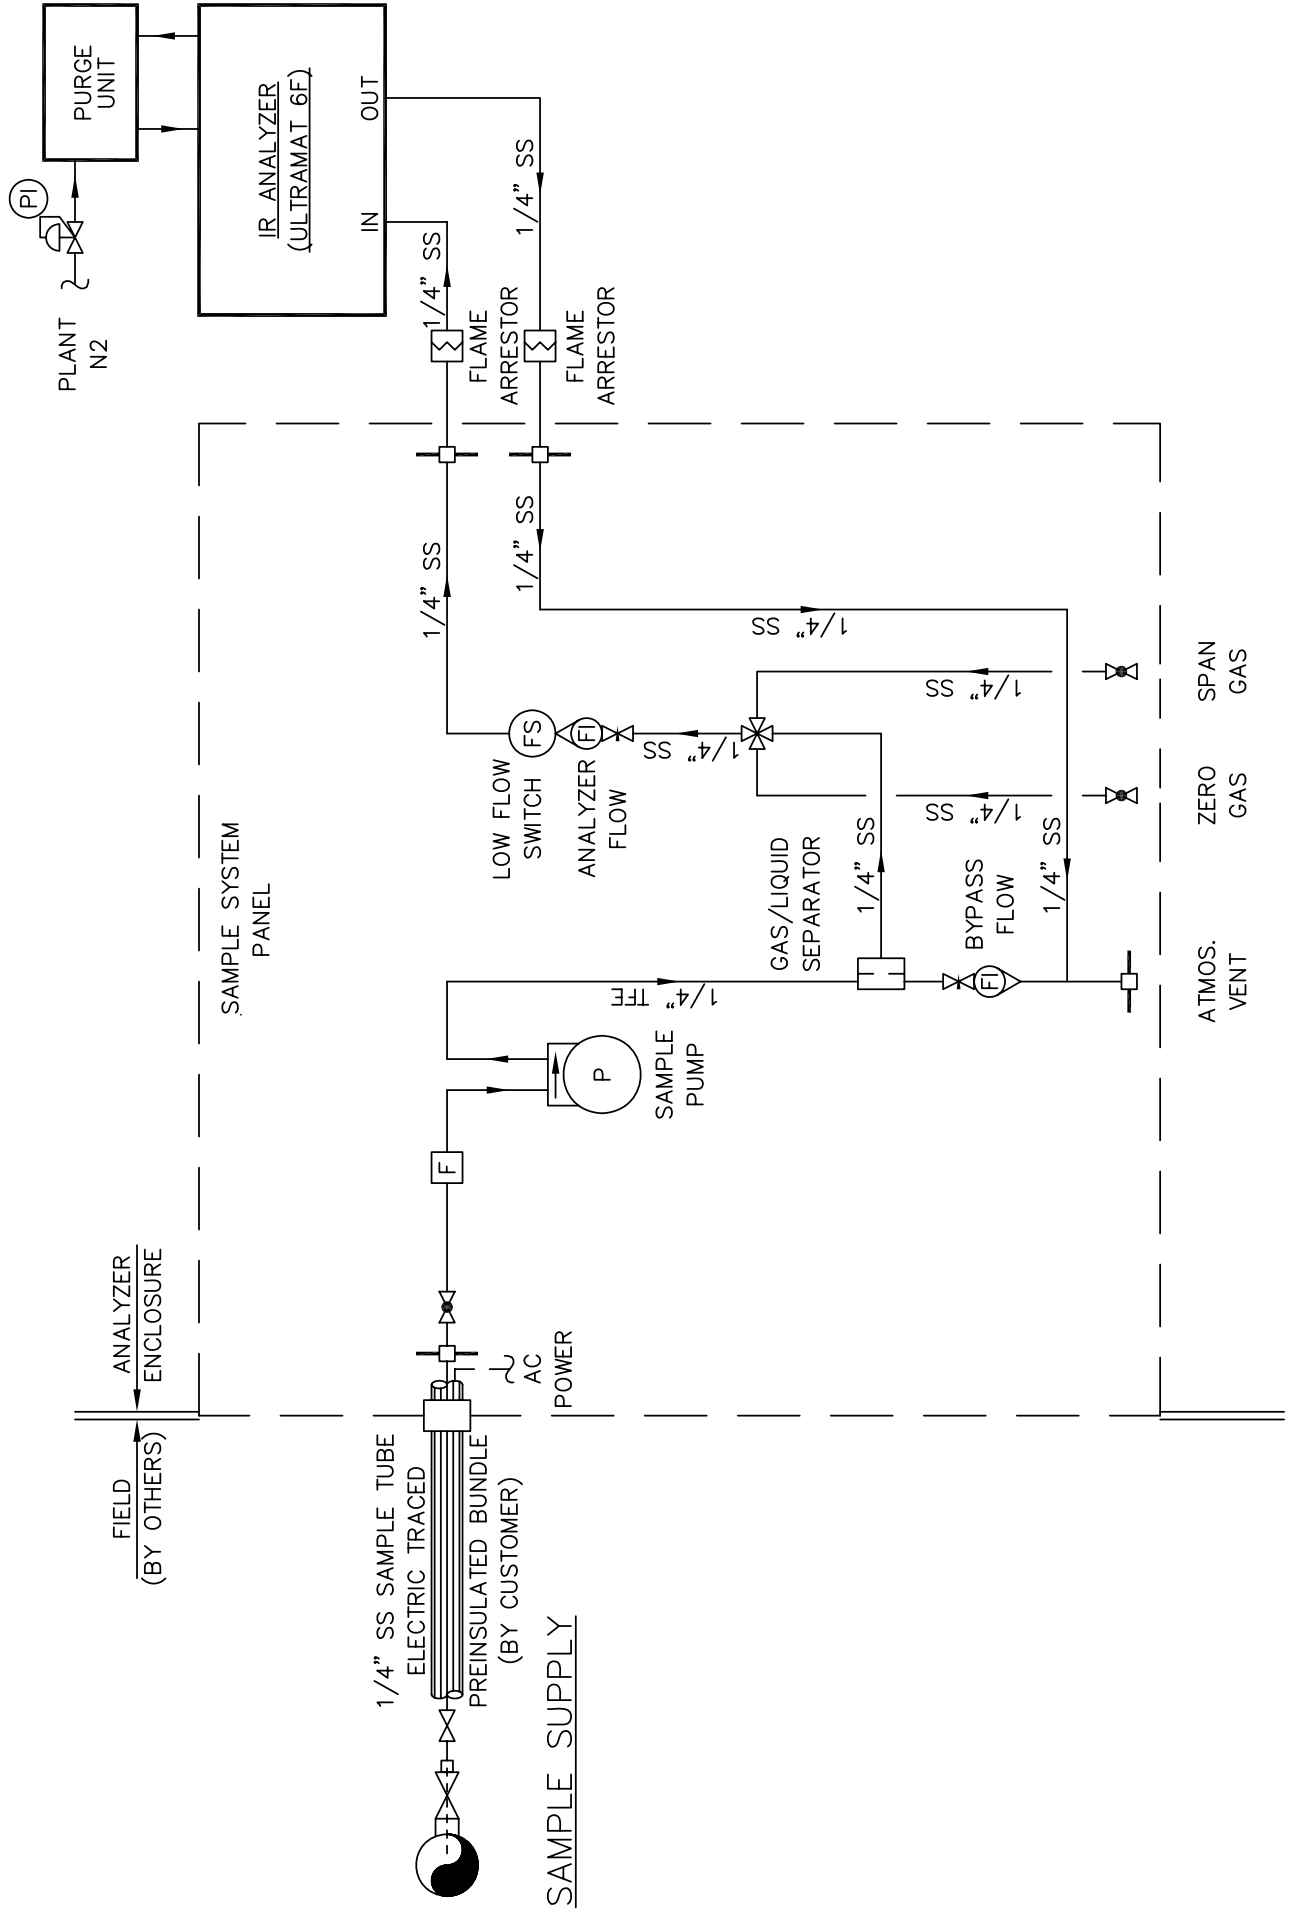 FIELD
(BY OTHERS)
ANALYZER
ENCLOSURE
PLANT
N2
PI
PURGE
UNIT
SAMPLE SYSTEM
PANEL
IR ANALYZER
(ULTRAMAT 6F)
IN
OUT
1/4" SS SAMPLE TUBE
ELECTRIC TRACED
PREINSULATED BUNDLE
(BY CUSTOMER)
SAMPLE SUPPLY
AC
POWER
F
P
SAMPLE
PUMP
1/4" TFE
LOW FLOW
SWITCH
FS
ANALYZER
FLOW
FI
1/4" SS
1/4" SS
FLAME
ARRESTOR
1/4" SS
1/4" SS
FLAME
ARRESTOR
1/4" SS
1/4" SS
1/4" SS
GAS/LIQUID
SEPARATOR
1/4" SS
1/4" SS
1/4" SS
BYPASS
FLOW
FI
1/4" SS
ATMOS.
VENT
ZERO
GAS
SPAN
GAS